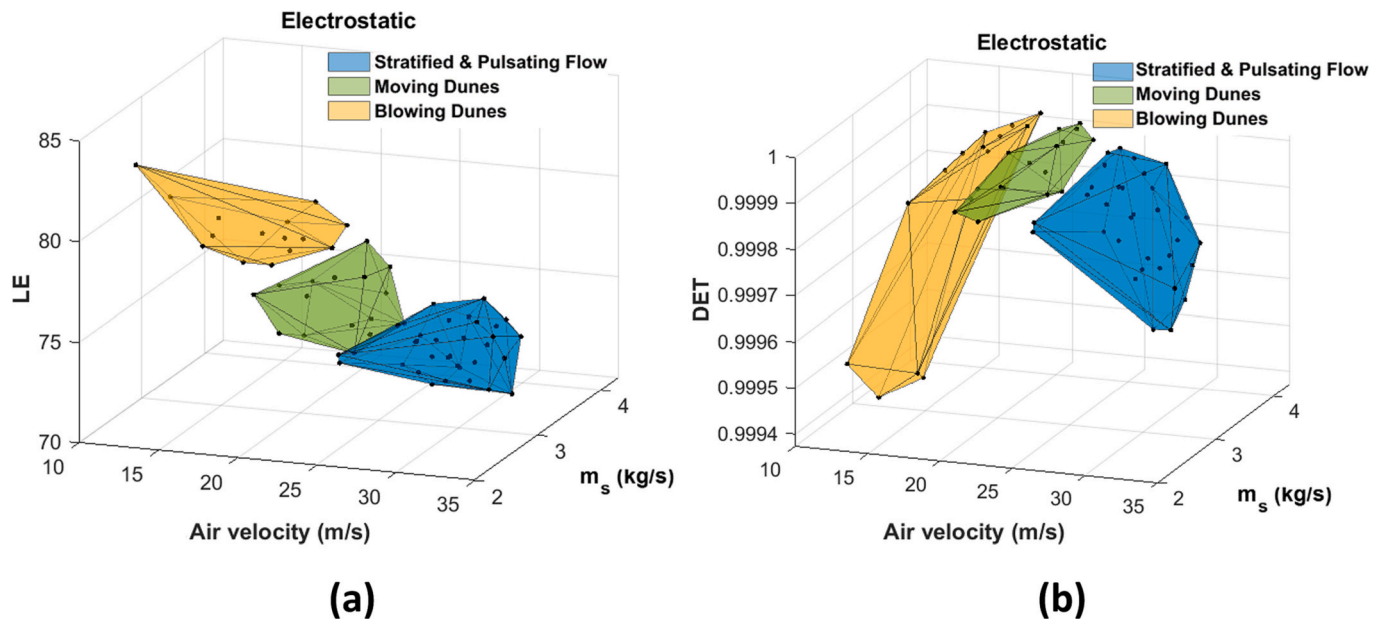 Electrostatic
Stratified & Pulsating Flow
Moving Dunes
Blowing Dunes
85
80
75
70
LE
10
15
20
25
30
35
Air velocity (m/s)
2
3
4
m_s (kg/s)
(a)
Electrostatic
Stratified & Pulsating Flow
Moving Dunes
Blowing Dunes
1
0.9999
0.9998
0.9997
0.9996
0.9995
0.9994
DET
10
15
20
25
30
35
Air velocity (m/s)
2
3
4
m_s (kg/s)
(b)